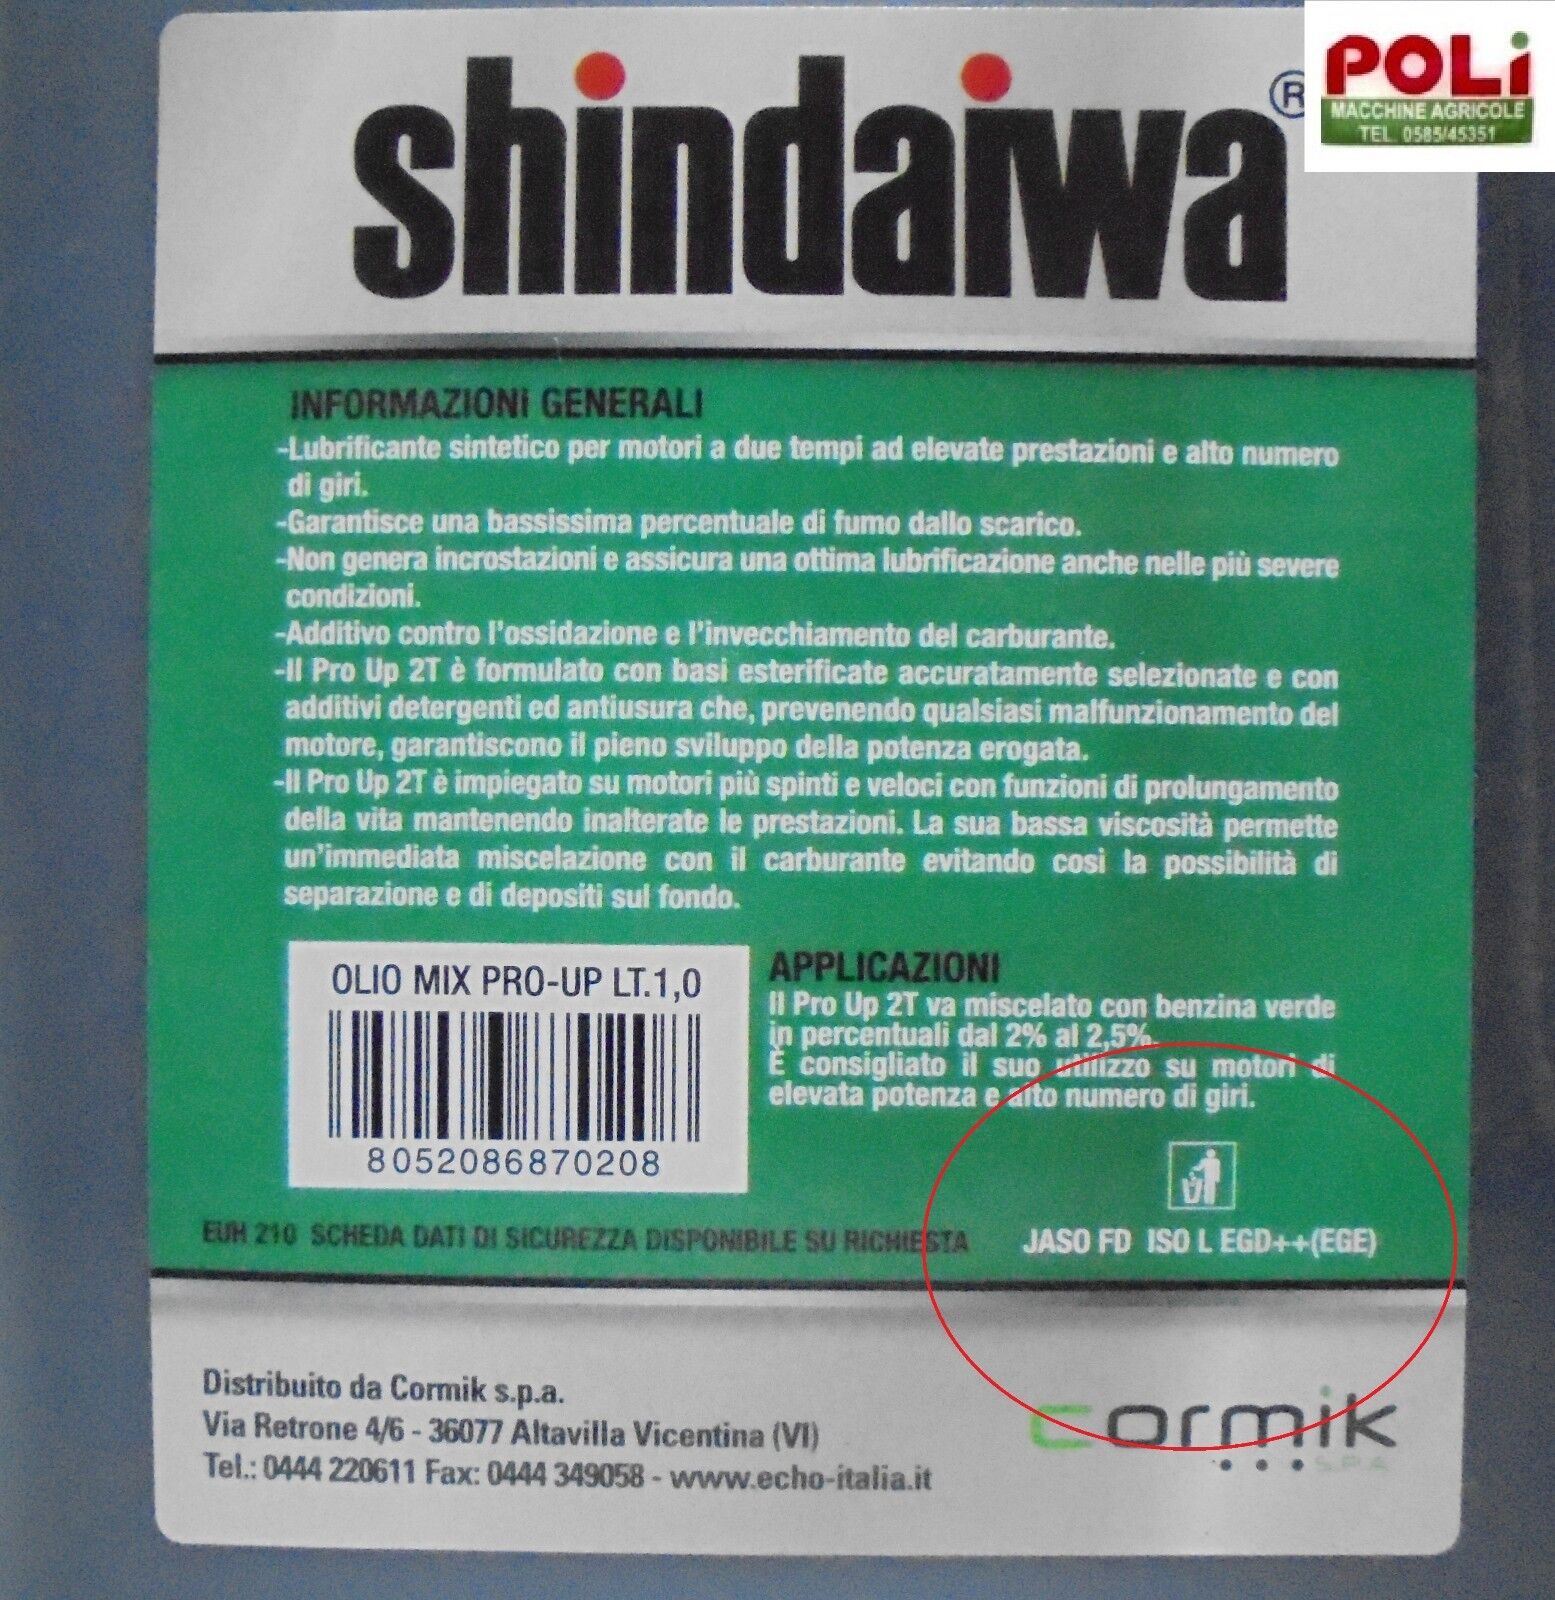 shindaiwa ®
POLi
MACCHINE AGRICOLE
TEL. 0585/45351
INFORMAZIONI GENERALI
-Lubrificante sintetico per motori a due tempi ad elevate prestazioni e alto numero
di giri.
-Garantisce una bassissima percentuale di fumo dallo scarico.
-Non genera incrostazioni e assicura una ottima lubrificazione anche nelle più severe
condizioni.
-Additivo contro l'ossidazione e l'invecchiamento del carburante.
-Il Pro Up 2T è formulato con basi esterificate accuratamente selezionate e con
additivi detergenti ed antiusura che, prevenendo qualsiasi malfunzionamento del
motore, garantiscono il pieno sviluppo della potenza erogata.
-Il Pro Up 2T è impiegato su motori più spinti e veloci con funzioni di prolungamento
della vita mantenendo inalterate le prestazioni. La sua bassa viscosità permette
un'immediata miscelazione con il carburante evitando cosi la possibilità di
separazione e di depositi sul fondo.
OLIO MIX PRO-UP LT.1,0
8052086870208
APPLICAZIONI
Il Pro Up 2T va miscelato con benzina verde
in percentuali dal 2% al 2,5%.
È consigliato il suo utilizzo su motori di
elevata potenza e alto numero di giri.
EUH 210 SCHEDA DATI DI SICUREZZA DISPONIBILE SU RICHIESTA
JASO FD ISO L EGD++(EGE)
Distribuito da Cormik s.p.a.
Via Retrone 4/6 - 36077 Altavilla Vicentina (VI)
Tel.: 0444 220611 Fax: 0444 349058 - www.echo-italia.it
cormik
S.P.A.